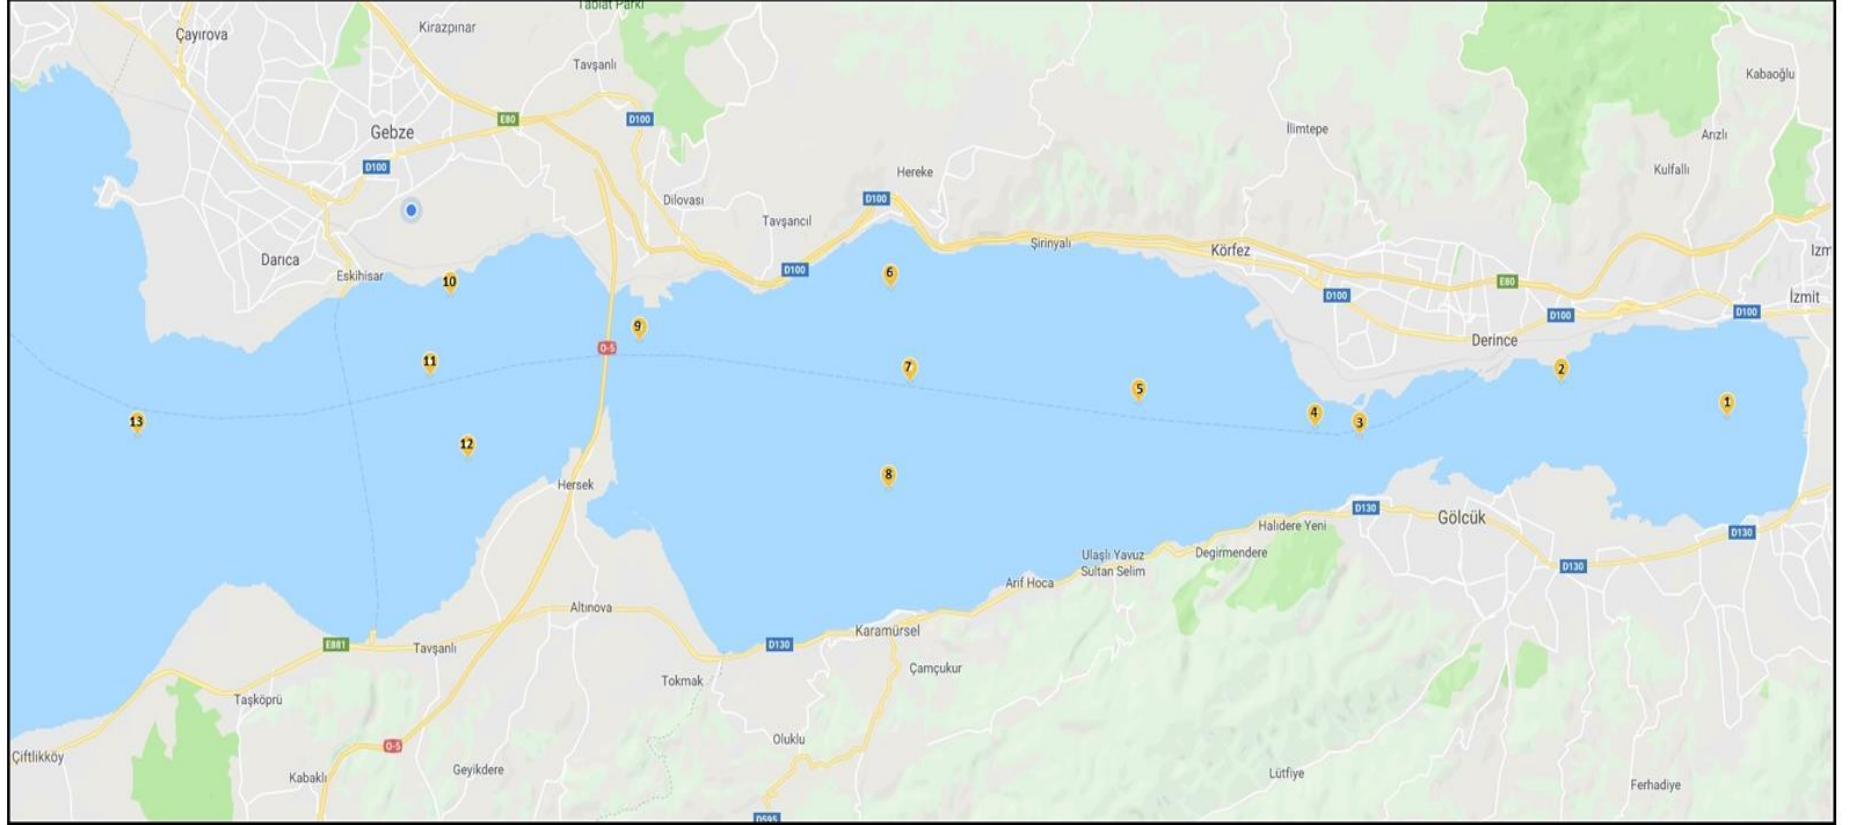 Tabiat Parkı
Çayırova
Kirazpınar
Tavşanlı
Kabaoğlu
E80
D100
Gebze
İlimtepe
Arızlı
D100
Hereke
Kulfallı
D100
Dilovası
Tavşancıl
Darıca
Şirinyalı
Körfez
Izm
Eskihisar
D100
6
10
E80
D100
İzmit
D100
D100
9
Derince
O-5
11
7
2
5
1
13
4
3
12
8
Hersek
D130
Gölcük
Halıdere Yeni
D130
Ulaşlı Yavuz
Sultan Selim
Degirmendere
D130
Arif Hoca
Altınova
Karamürsel
E881
Tavşanlı
D130
Çamçukur
Tokmak
Taşköprü
Oluklu
O-5
Çiftlikköy
Kabaklı
Geyikdere
Lütfiye
Ferhadiye
D595